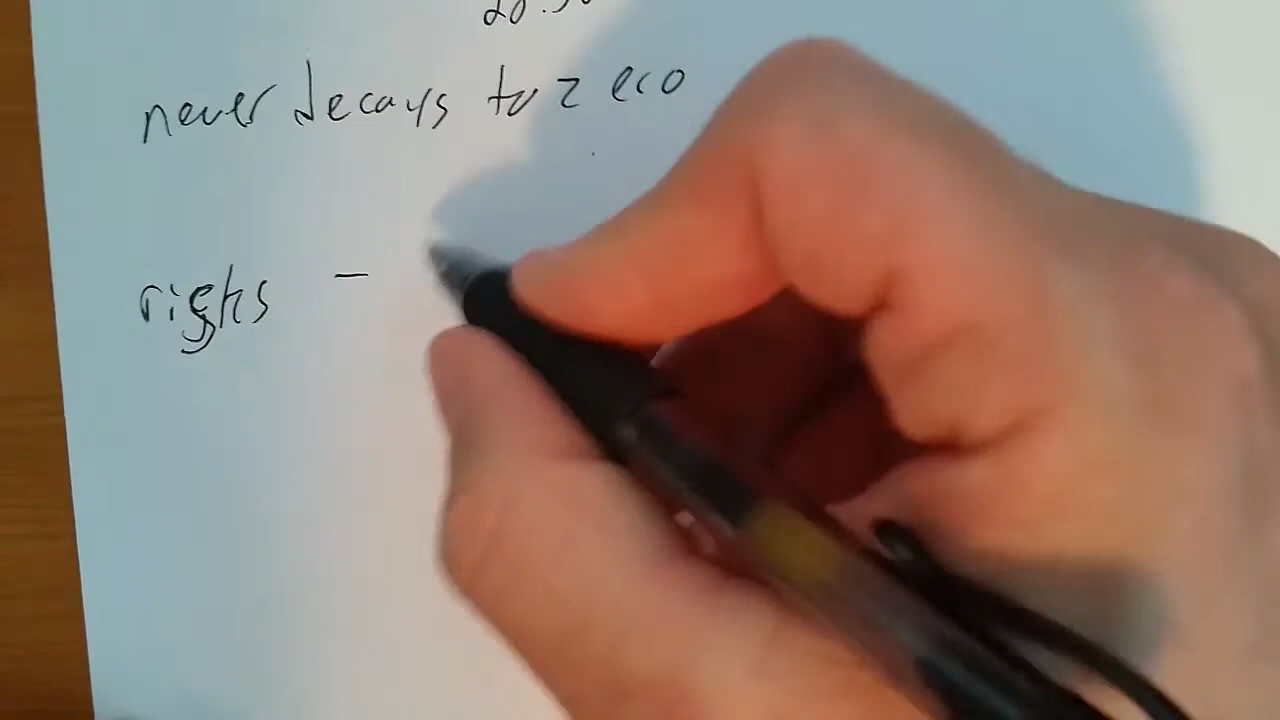 never decays to zero
righs –